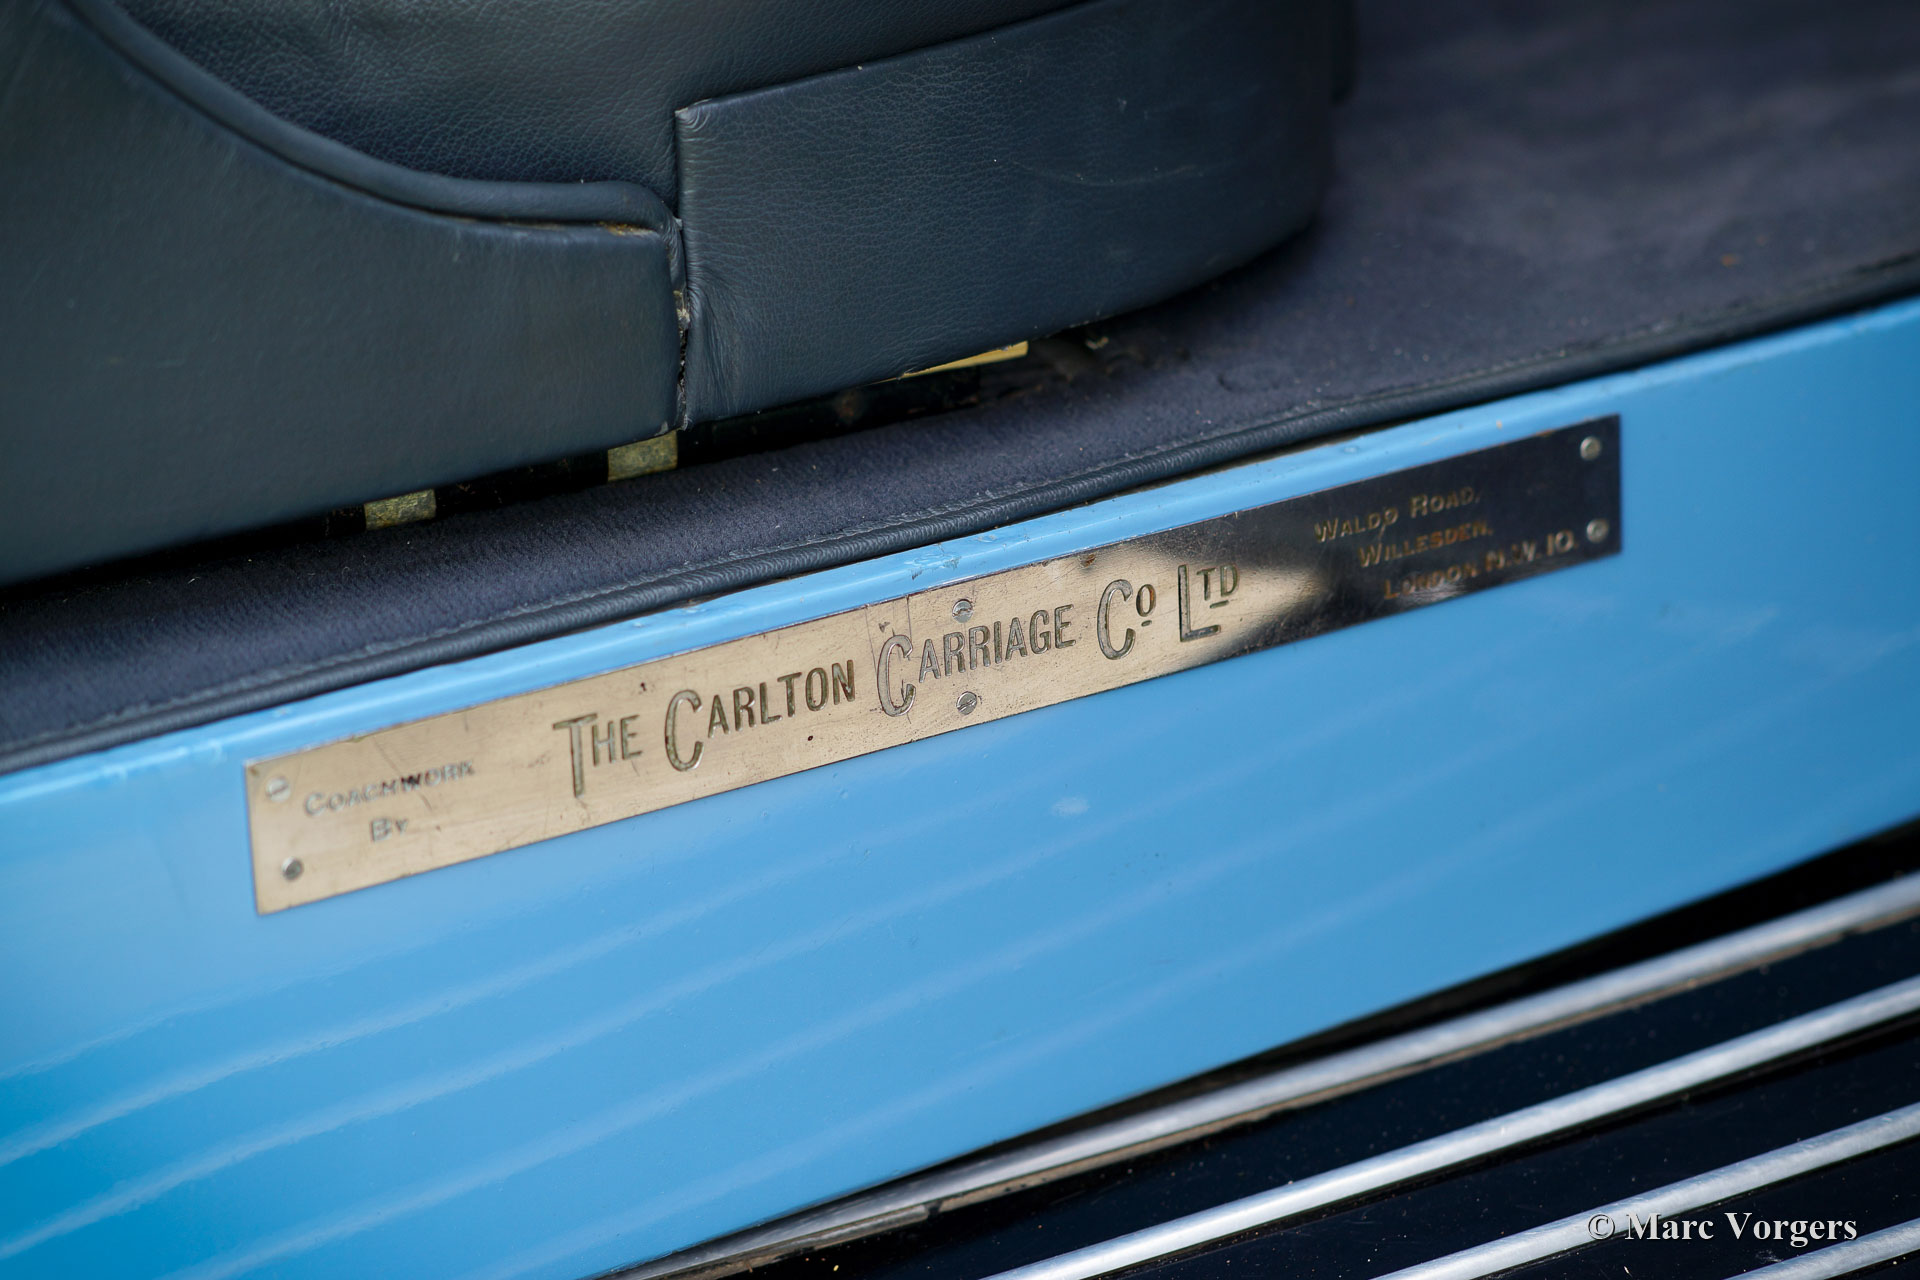 Coachwork
By
The Carlton Carriage Co Ltd
Waldo Road,
Willesden,
London N.W.10.
© Marc Vorgers